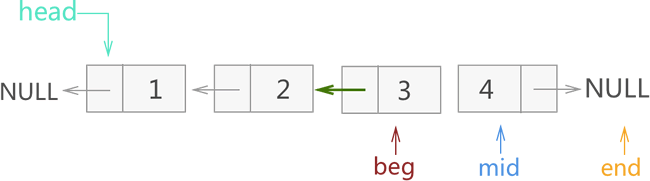 head
NULL 1 2 3 4 NULL
beg mid end